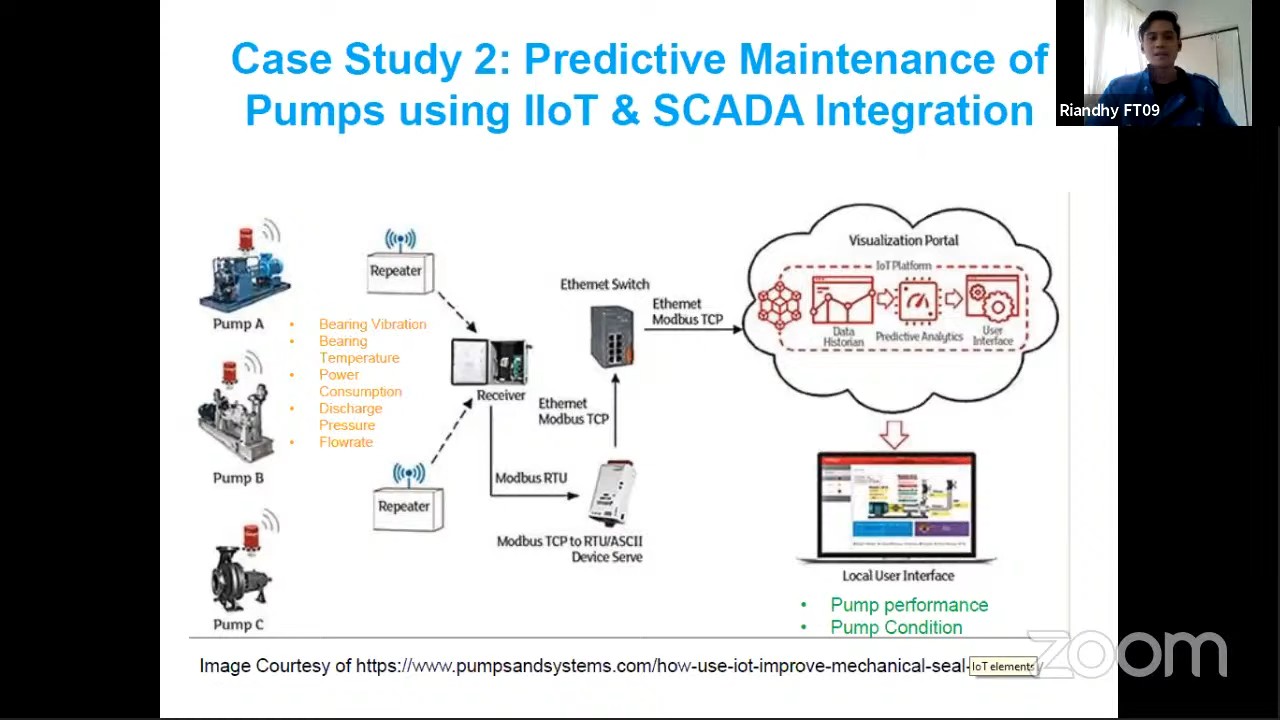 Case Study 2: Predictive Maintenance of
Pumps using IIoT & SCADA Integration
Riandhy FT09
Pump A
Pump B
Pump C
• Bearing Vibration
• Bearing
Temperature
• Power
Consumption
• Discharge
Pressure
• Flowrate
Repeater
Repeater
Receiver
Modbus RTU
Modbus TCP to RTU/ASCII
Device Serve
Ethernet
Modbus TCP
Ethernet Switch
Ethernet
Modbus TCP
Visualization Portal
IoT Platform
Data
Historian
Predictive Analytics
User
Interface
Local User Interface
• Pump performance
• Pump Condition
Image Courtesy of https://www.pumpsandsystems.com/how-use-iot-improve-mechanical-seal-
IoT elements
zoom